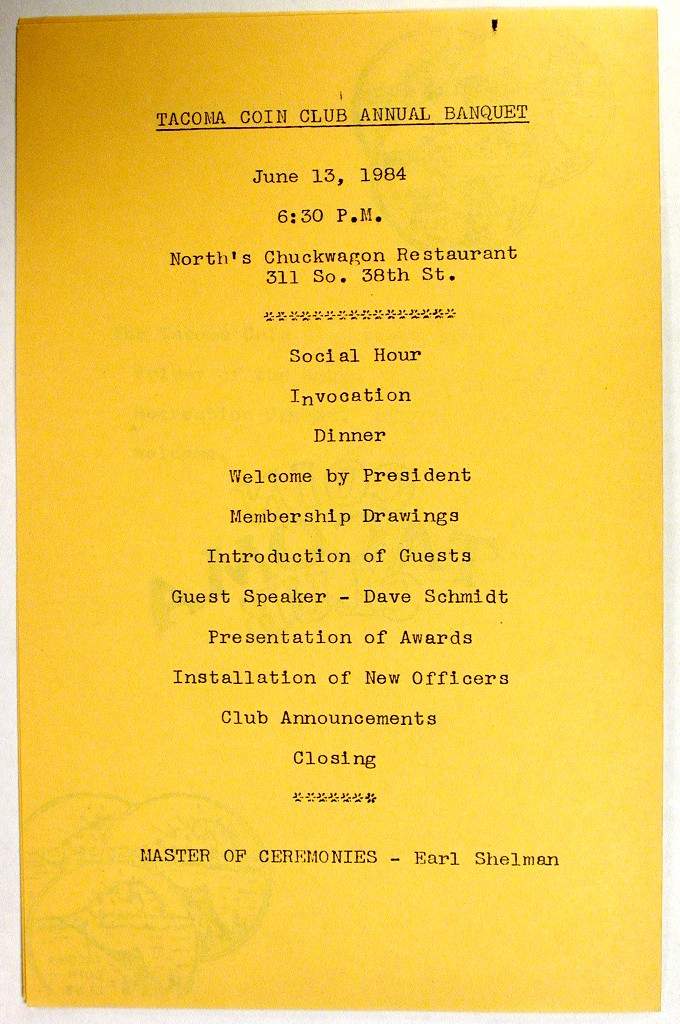 TACOMA COIN CLUB ANNUAL BANQUET
June 13, 1984
6:30 P.M.
North's Chuckwagon Restaurant
311 So. 38th St.
****************
Social Hour
Invocation
Dinner
Welcome by President
Membership Drawings
Introduction of Guests
Guest Speaker - Dave Schmidt
Presentation of Awards
Installation of New Officers
Club Announcements
Closing
*******
MASTER OF CEREMONIES - Earl Shelman